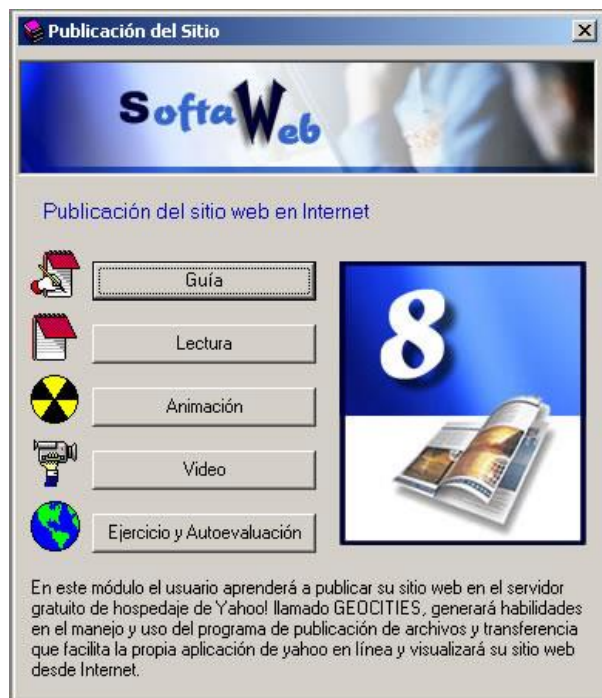 Publicación del Sitio
SoftaWeb
Publicación del sitio web en Internet
Guía
Lectura
Animación
Video
Ejercicio y Autoevaluación
8
En este módulo el usuario aprenderá a publicar su sitio web en el servidor
gratuito de hospedaje de Yahoo! llamado GEOCITIES, generará habilidades
en el manejo y uso del programa de publicación de archivos y transferencia
que facilita la propia aplicación de yahoo en línea y visualizará su sitio web
desde Internet.